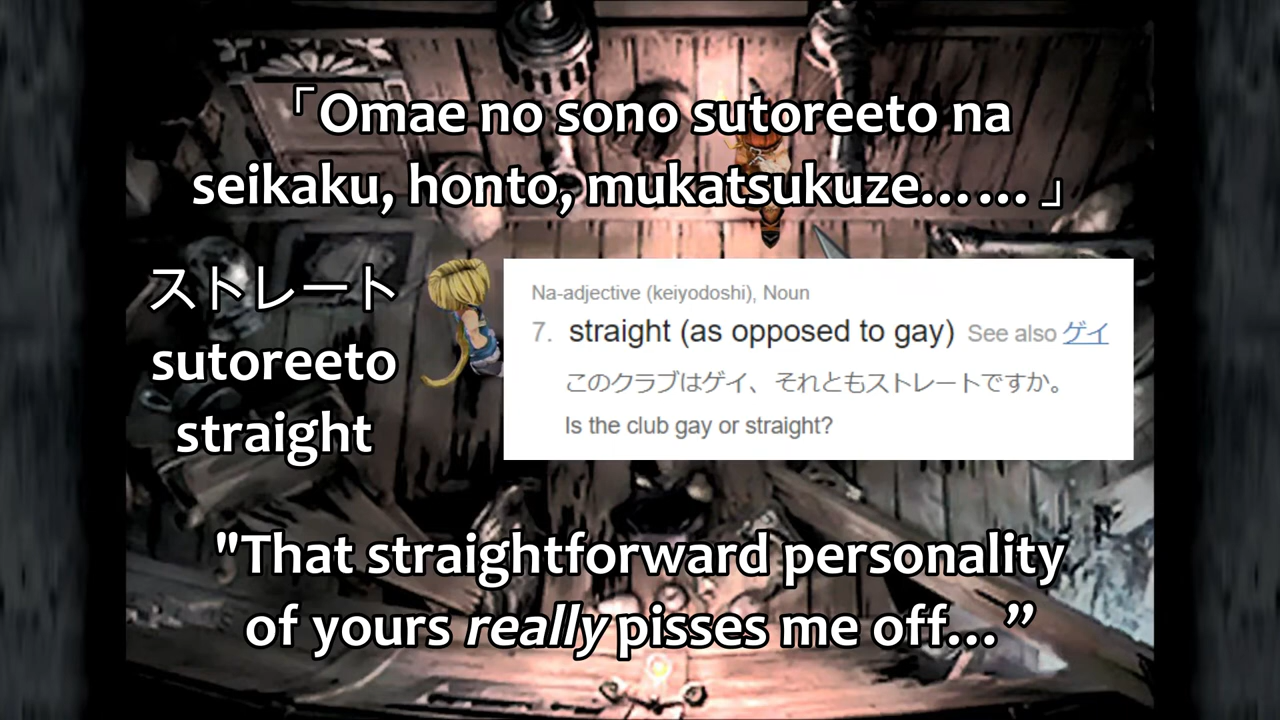 「Omae no sono sutoreeto na
seikaku, honto, mukatsukuze……」
ストレート
sutoreeto
straight
Na-adjective (keiyodoshi), Noun
7. straight (as opposed to gay) See also ゲイ
このクラブはゲイ、それともストレートですか。
Is the club gay or straight?
"That straightforward personality
of yours really pisses me off…”